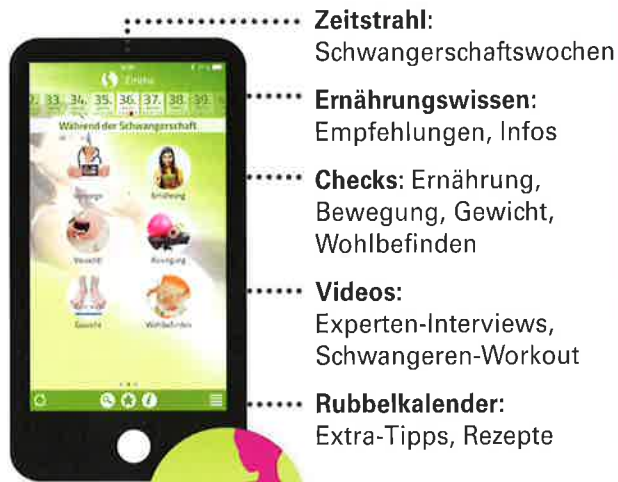 Zeitstrahl:
Schwangerschaftswochen
Ernährungswissen:
Empfehlungen, Infos
Checks: Ernährung,
Bewegung, Gewicht,
Wohlbefinden
Videos:
Experten-Interviews,
Schwangeren-Workout
Rubbelkalender:
Extra-Tipps, Rezepte
33. 34. 35. 36. 37. 38. 39.
Während der Schwangerschaft
Ernährung
Bewegung
Gewicht
Wohlbefinden